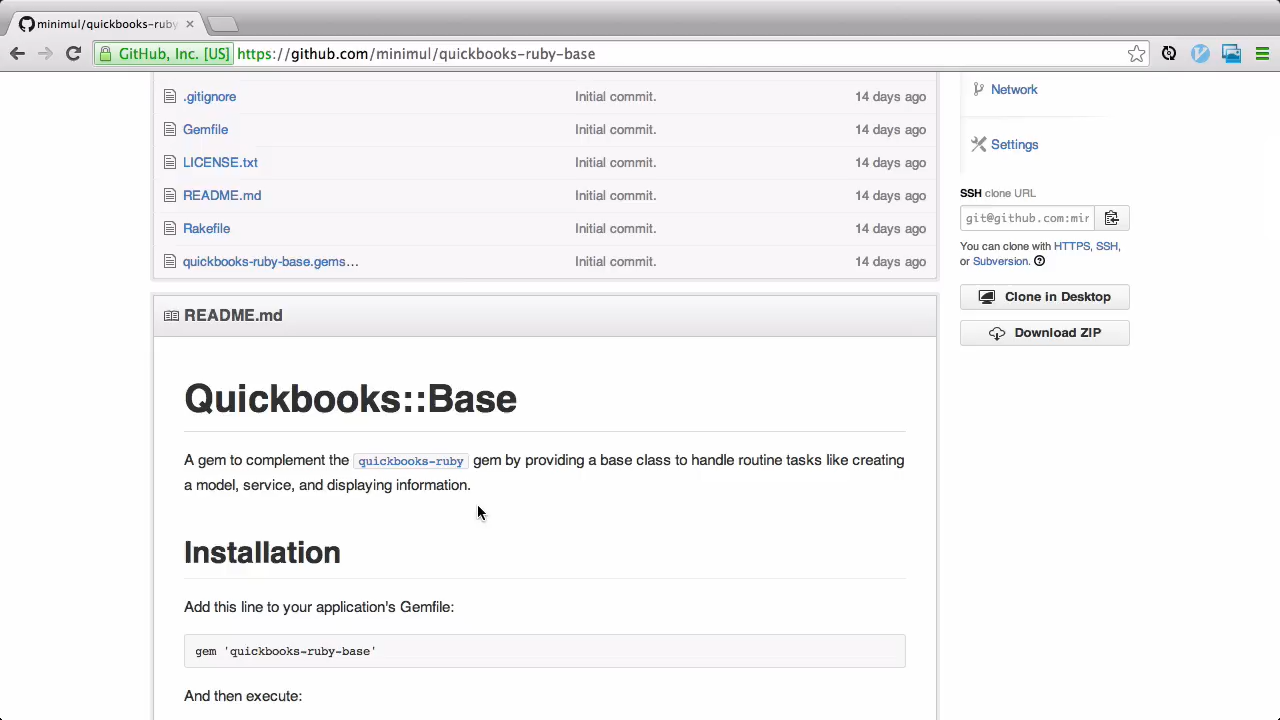 minimul/quickbooks-ruby
GitHub, Inc. [US] https://github.com/minimul/quickbooks-ruby-base
.gitignore Initial commit. 14 days ago
Gemfile Initial commit. 14 days ago
LICENSE.txt Initial commit. 14 days ago
README.md Initial commit. 14 days ago
Rakefile Initial commit. 14 days ago
quickbooks-ruby-base.gems… Initial commit. 14 days ago
Network
Settings
SSH clone URL
git@github.com:mir
You can clone with HTTPS, SSH,
or Subversion.
Clone in Desktop
Download ZIP
README.md
Quickbooks::Base
A gem to complement the quickbooks-ruby gem by providing a base class to handle routine tasks like creating
a model, service, and displaying information.
Installation
Add this line to your application's Gemfile:
gem 'quickbooks-ruby-base'
And then execute: